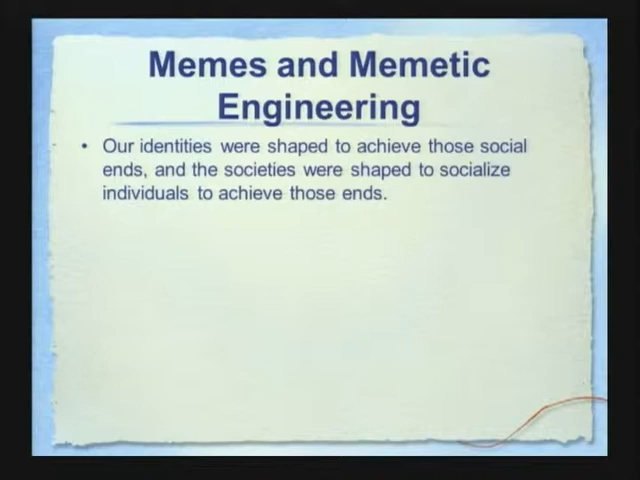 Memes and Memetic
Engineering
• Our identities were shaped to achieve those social
ends, and the societies were shaped to socialize
individuals to achieve those ends.